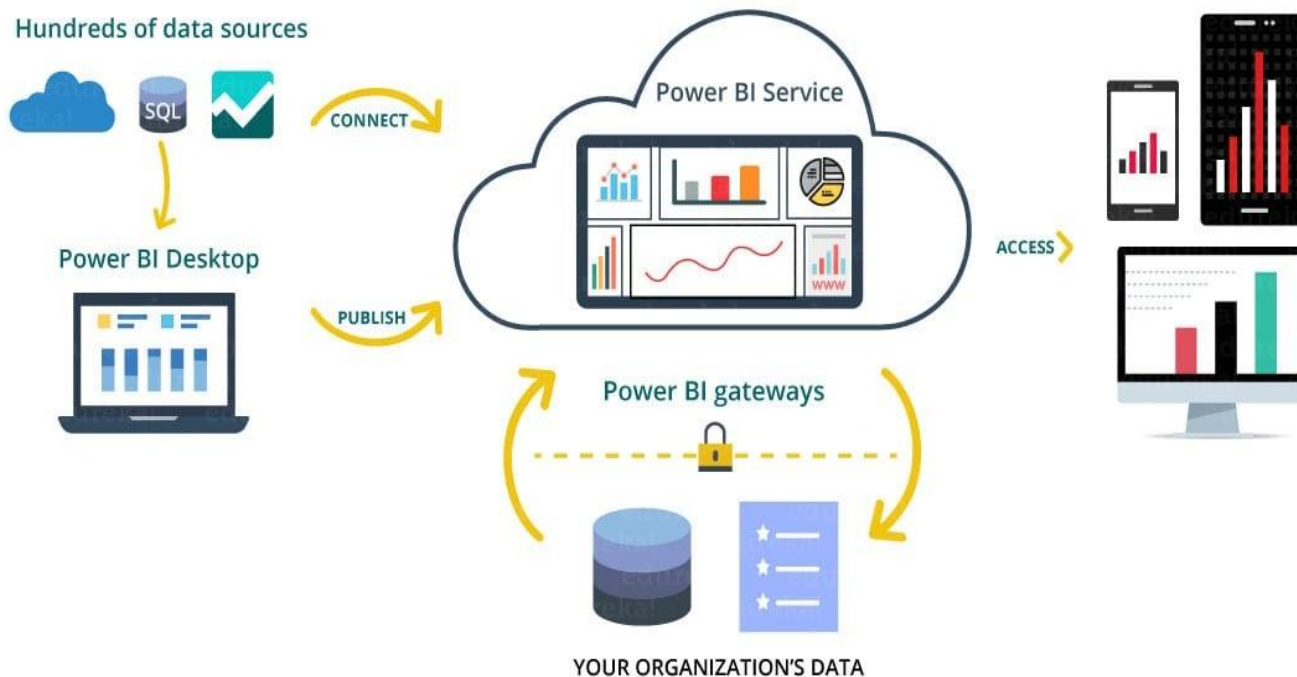 Hundreds of data sources
SQL
CONNECT
Power BI Service
WWW
ACCESS
Power BI Desktop
PUBLISH
Power BI gateways
YOUR ORGANIZATION'S DATA